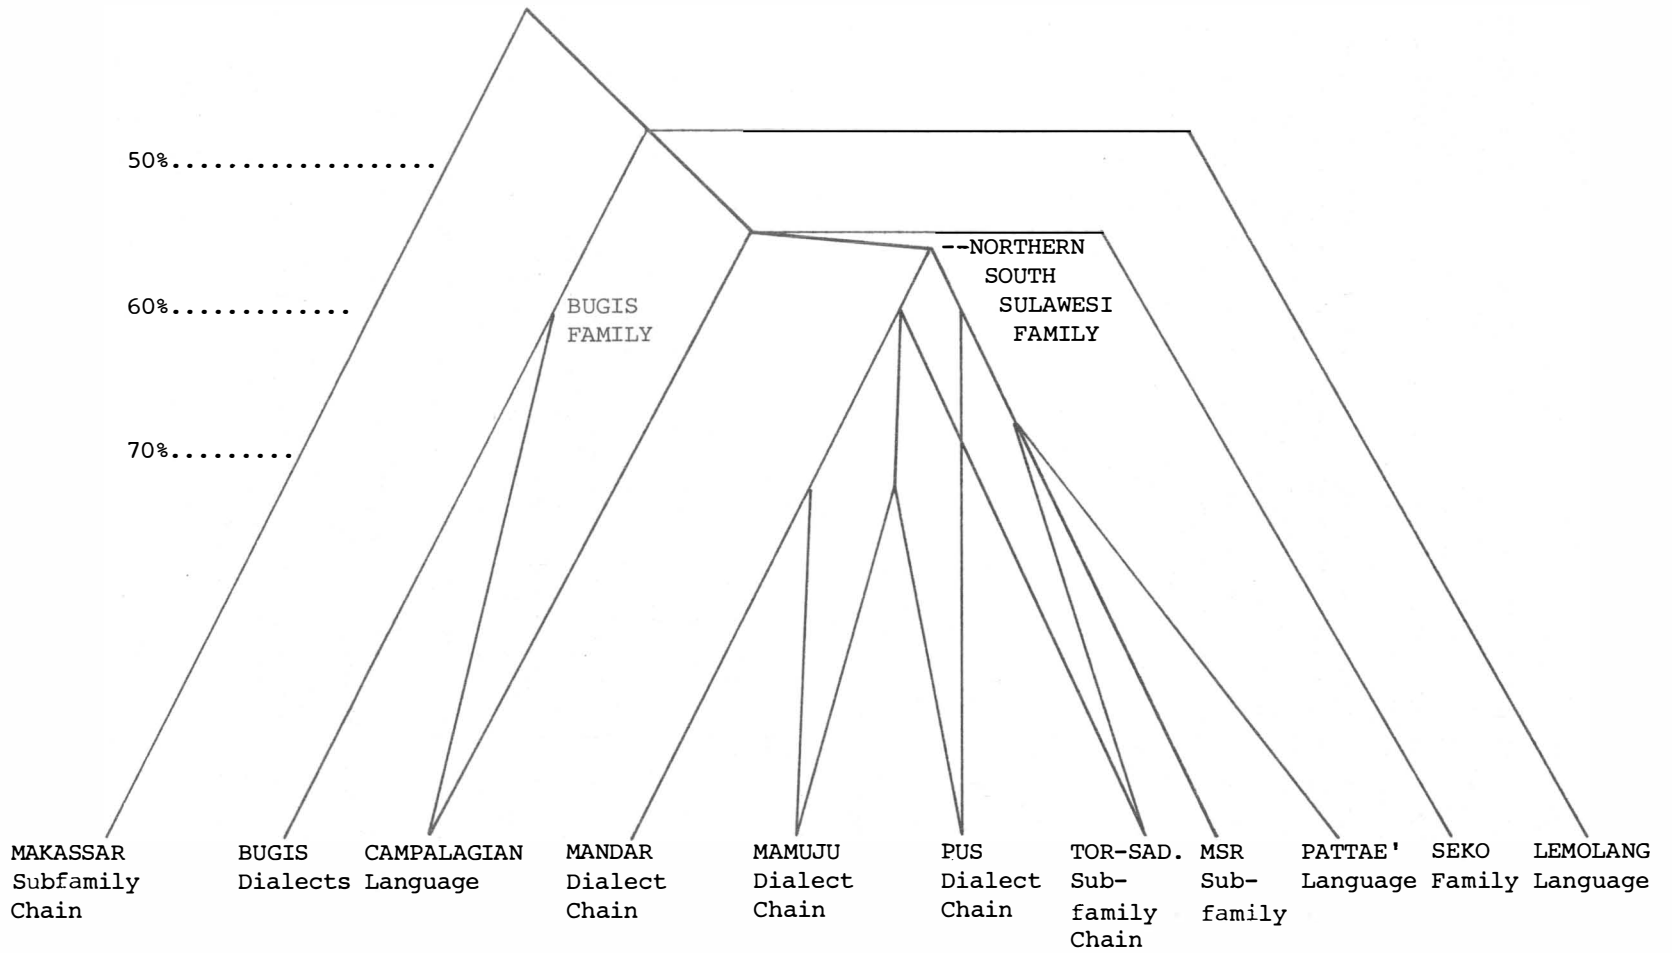 50%...................
--NORTHERN
SOUTH
SULAWESI
FAMILY
60%.............
BUGIS
FAMILY
70%.........
MAKASSAR
Subfamily
Chain
BUGIS
Dialects
CAMPALAGIAN
Language
MANDAR
Dialect
Chain
MAMUJU
Dialect
Chain
PUS
Dialect
Chain
TOR-SAD.
Sub-
family
Chain
MSR
Sub-
family
PATTAE'
Language
SEKO
Family
LEMOLANG
Language